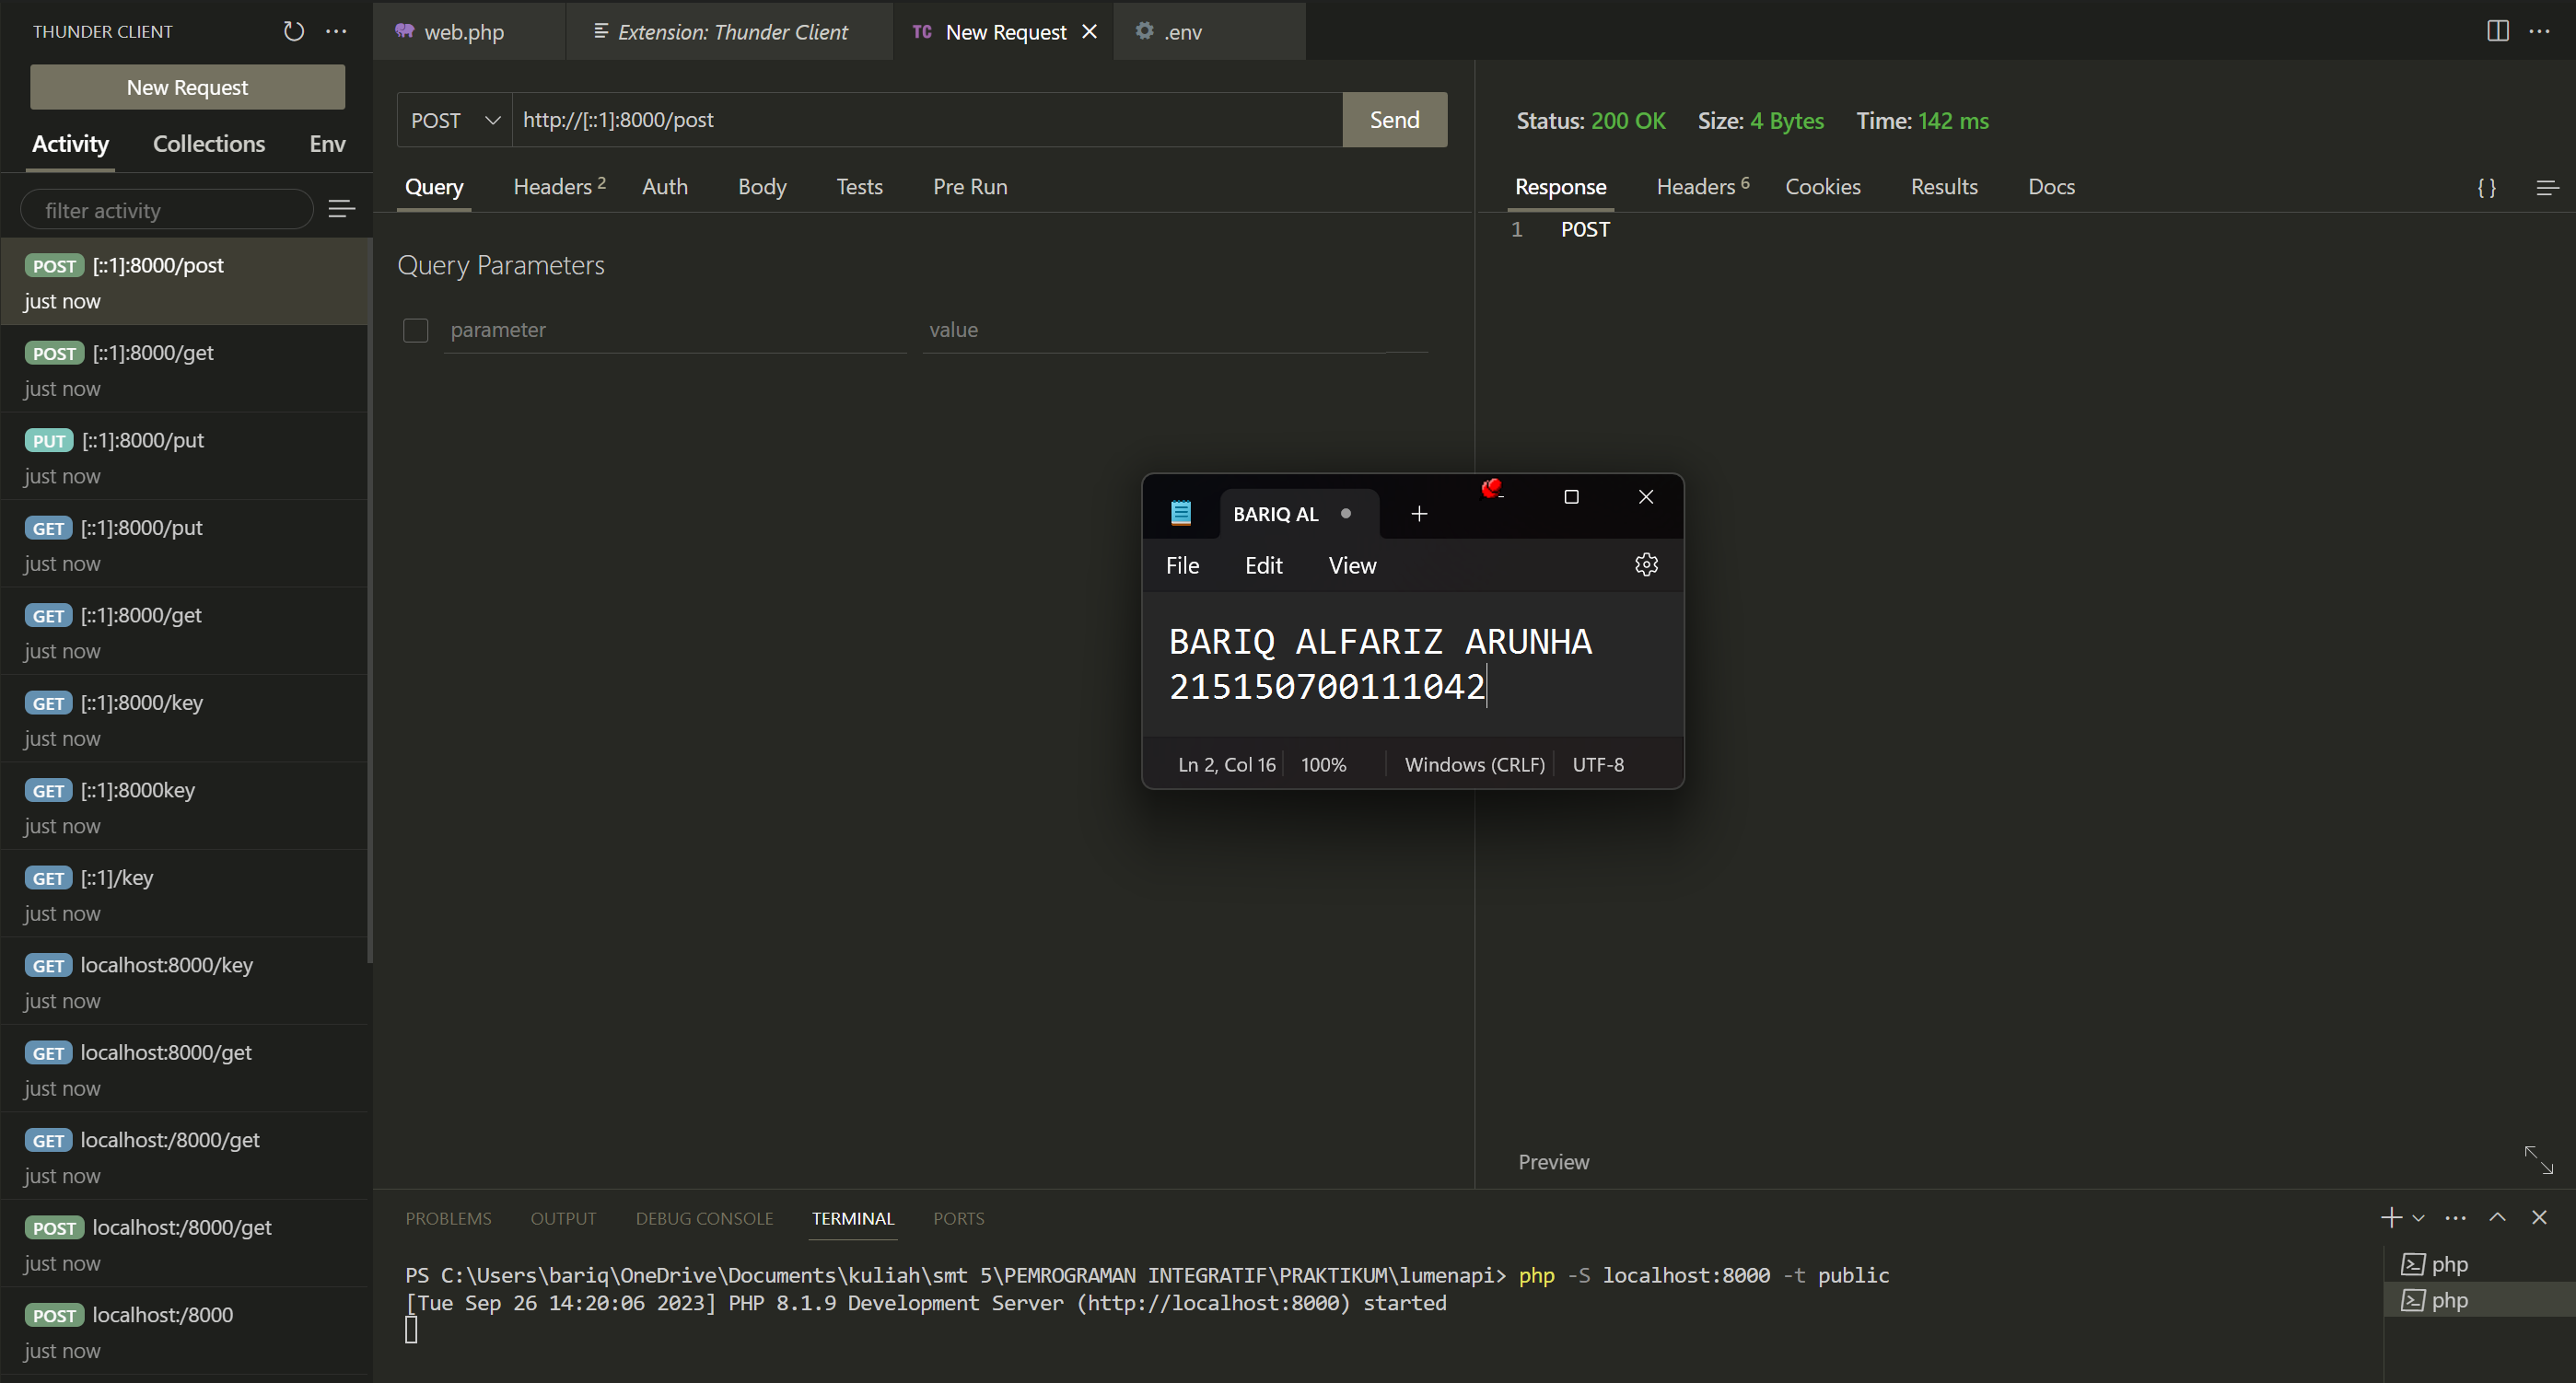 THUNDER CLIENT
New Request
Activity Collections Env
filter activity
POST [::1]:8000/post
just now
POST [::1]:8000/get
just now
PUT [::1]:8000/put
just now
GET [::1]:8000/put
just now
GET [::1]:8000/get
just now
GET [::1]:8000/key
just now
GET [::1]:8000key
just now
GET [::1]/key
just now
GET localhost:8000/key
just now
GET localhost:8000/get
just now
GET localhost:/8000/get
just now
POST localhost:/8000/get
just now
POST localhost:/8000
just now
web.php Extension: Thunder Client TC New Request .env
POST http://[::1]:8000/post Send
Query Headers 2 Auth Body Tests Pre Run
Query Parameters
parameter value
Status: 200 OK Size: 4 Bytes Time: 142 ms
Response Headers 6 Cookies Results Docs {}
1 POST
Preview
BARIQ AL
File Edit View
BARIQ ALFARIZ ARUNHA
215150700111042
Ln 2, Col 16 100% Windows (CRLF) UTF-8
PROBLEMS OUTPUT DEBUG CONSOLE TERMINAL PORTS
PS C:\Users\bariq\OneDrive\Documents\kuliah\smt 5\PEMROGRAMAN INTEGRATIF\PRAKTIKUM\lumenapi> php -S localhost:8000 -t public
[Tue Sep 26 14:20:06 2023] PHP 8.1.9 Development Server (http://localhost:8000) started
php
php